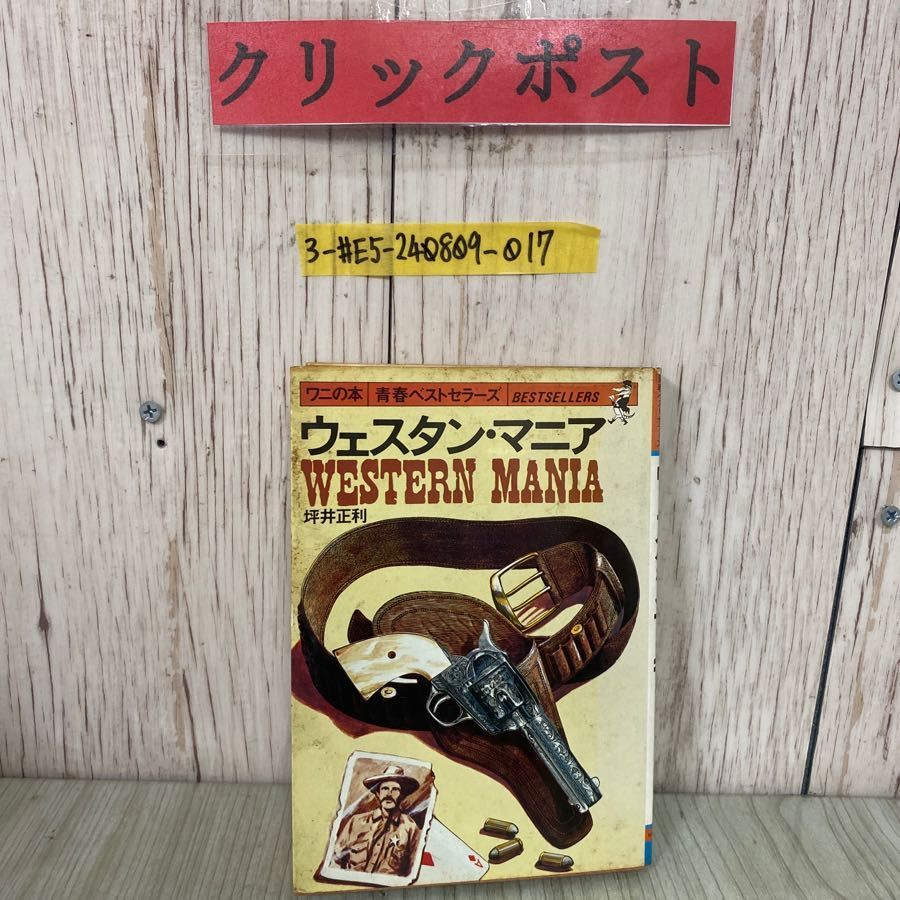 クリックポスト
3-#E5-240809-017
ワニの本 青春ベストセラーズ BESTSELLERS
ウェスタン・マニア
WESTERN MANIA
坪井正利
A